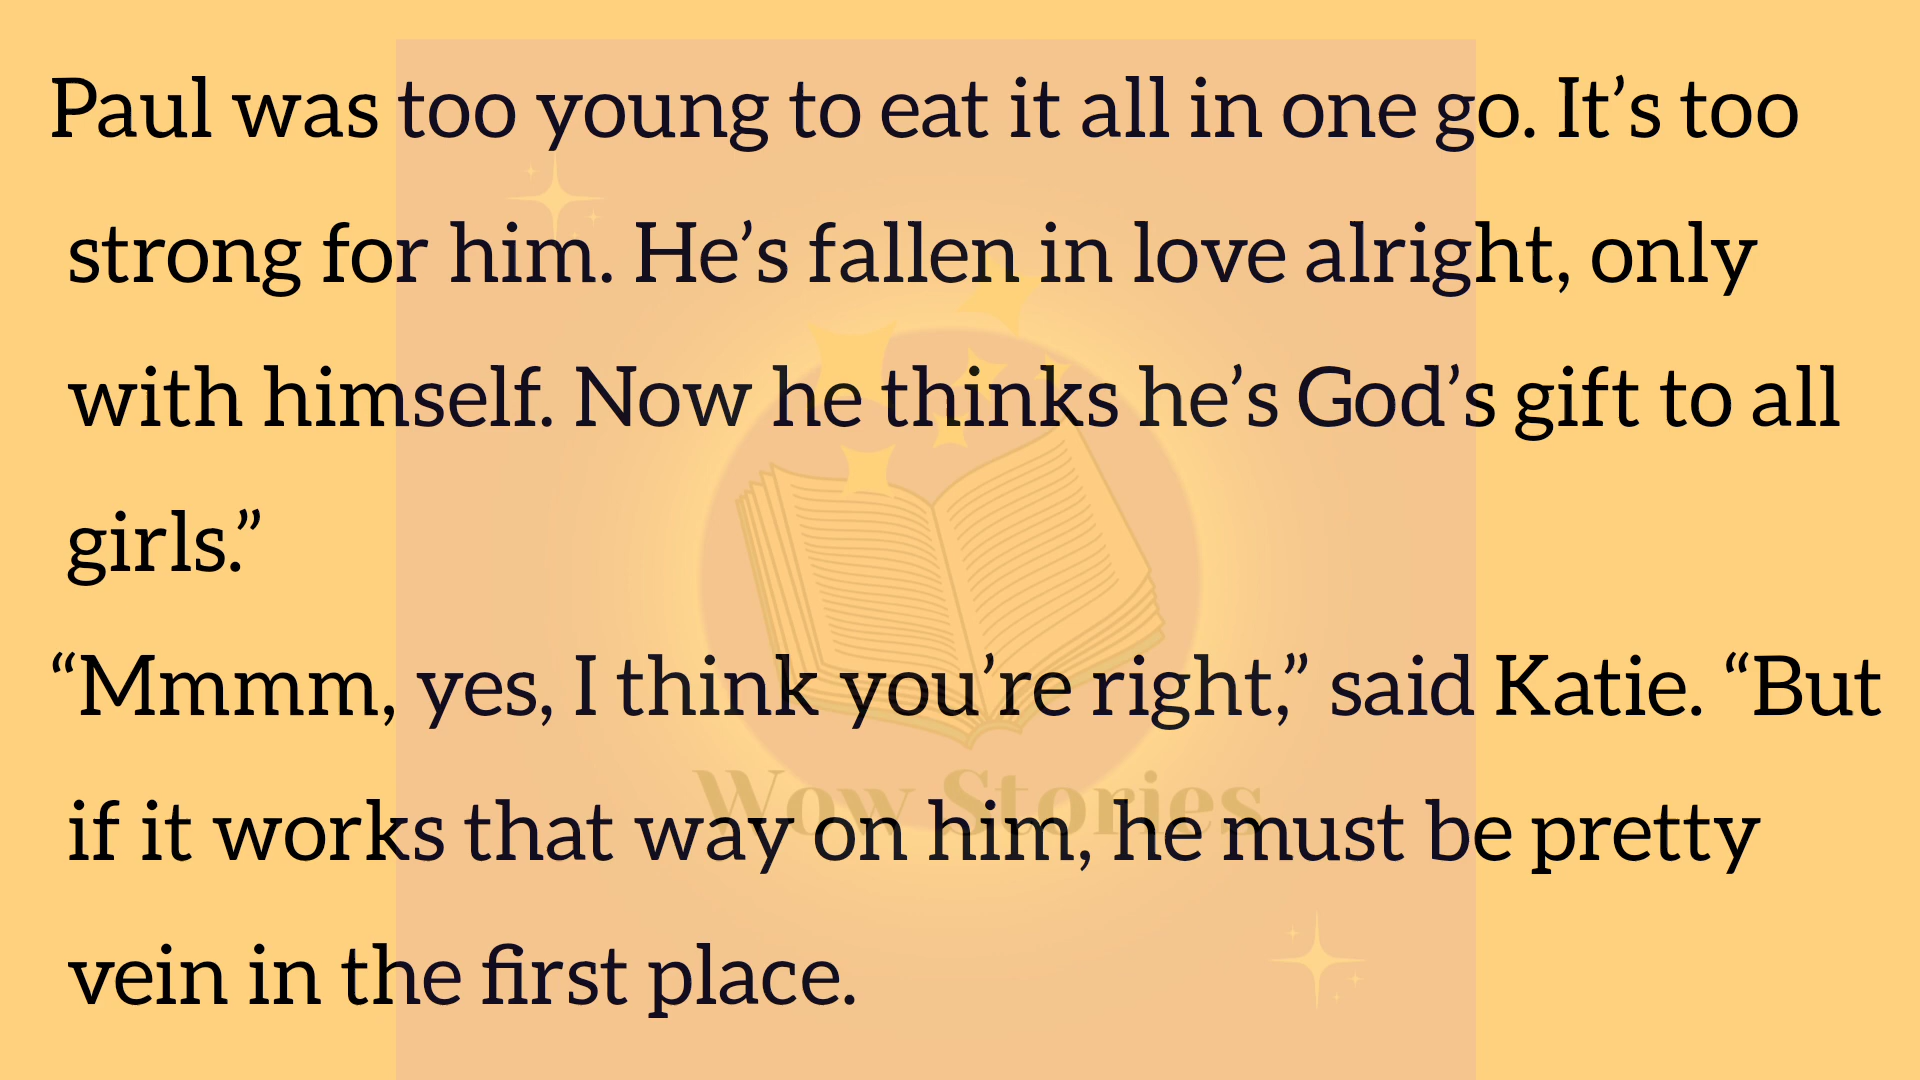 Paul was too young to eat it all in one go. It’s too
strong for him. He’s fallen in love alright, only
with himself. Now he thinks he’s God’s gift to all
girls.”
“Mmmm, yes, I think you’re right,” said Katie. “But
Wow Stories
if it works that way on him, he must be pretty
vein in the first place.